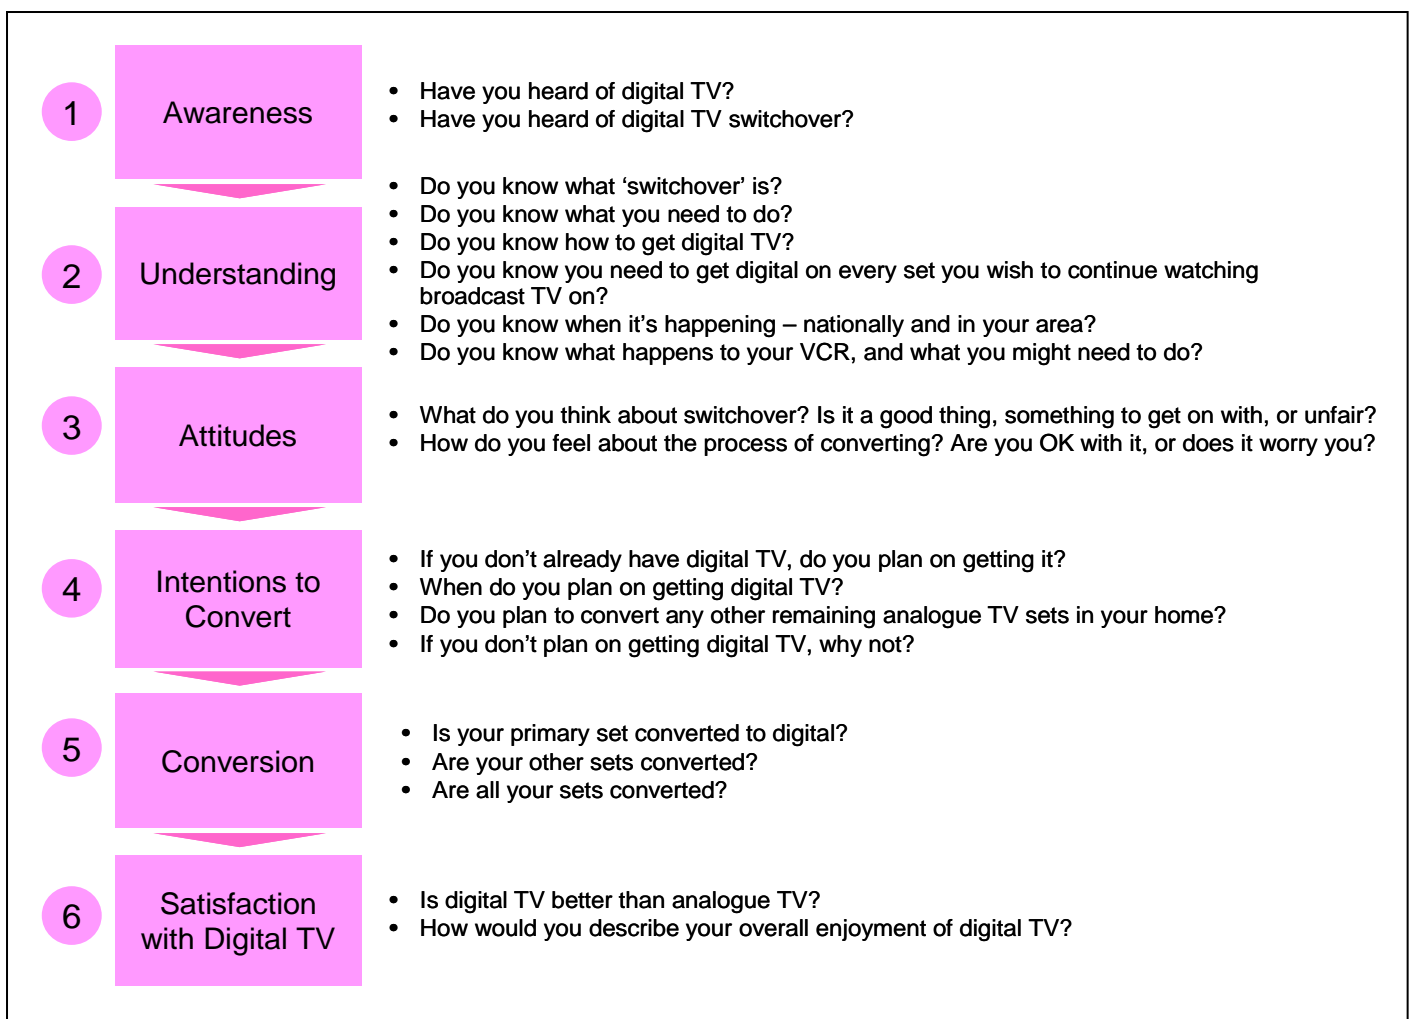 1
Awareness
• Have you heard of digital TV?
• Have you heard of digital TV switchover?
2
Understanding
• Do you know what ‘switchover’ is?
• Do you know what you need to do?
• Do you know how to get digital TV?
• Do you know you need to get digital on every set you wish to continue watching
broadcast TV on?
• Do you know when it’s happening – nationally and in your area?
• Do you know what happens to your VCR, and what you might need to do?
3
Attitudes
• What do you think about switchover? Is it a good thing, something to get on with, or unfair?
• How do you feel about the process of converting? Are you OK with it, or does it worry you?
4
Intentions to
Convert
• If you don’t already have digital TV, do you plan on getting it?
• When do you plan on getting digital TV?
• Do you plan to convert any other remaining analogue TV sets in your home?
• If you don’t plan on getting digital TV, why not?
5
Conversion
• Is your primary set converted to digital?
• Are your other sets converted?
• Are all your sets converted?
6
Satisfaction
with Digital TV
• Is digital TV better than analogue TV?
• How would you describe your overall enjoyment of digital TV?